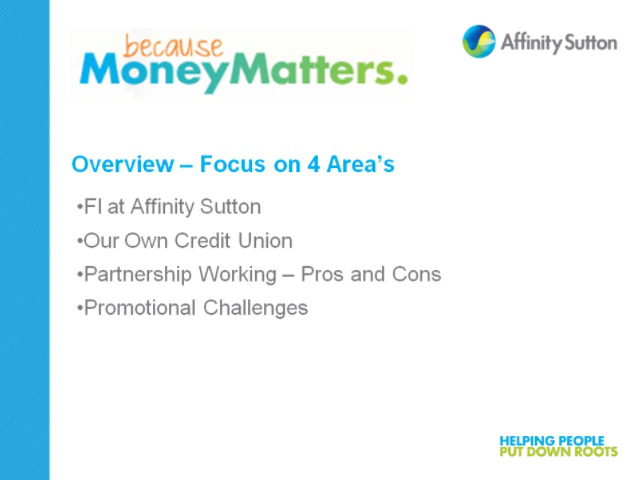 because
MoneyMatters.
Affinity Sutton
Overview – Focus on 4 Area's
•FI at Affinity Sutton
•Our Own Credit Union
•Partnership Working – Pros and Cons
•Promotional Challenges
HELPING PEOPLE
PUT DOWN ROOTS